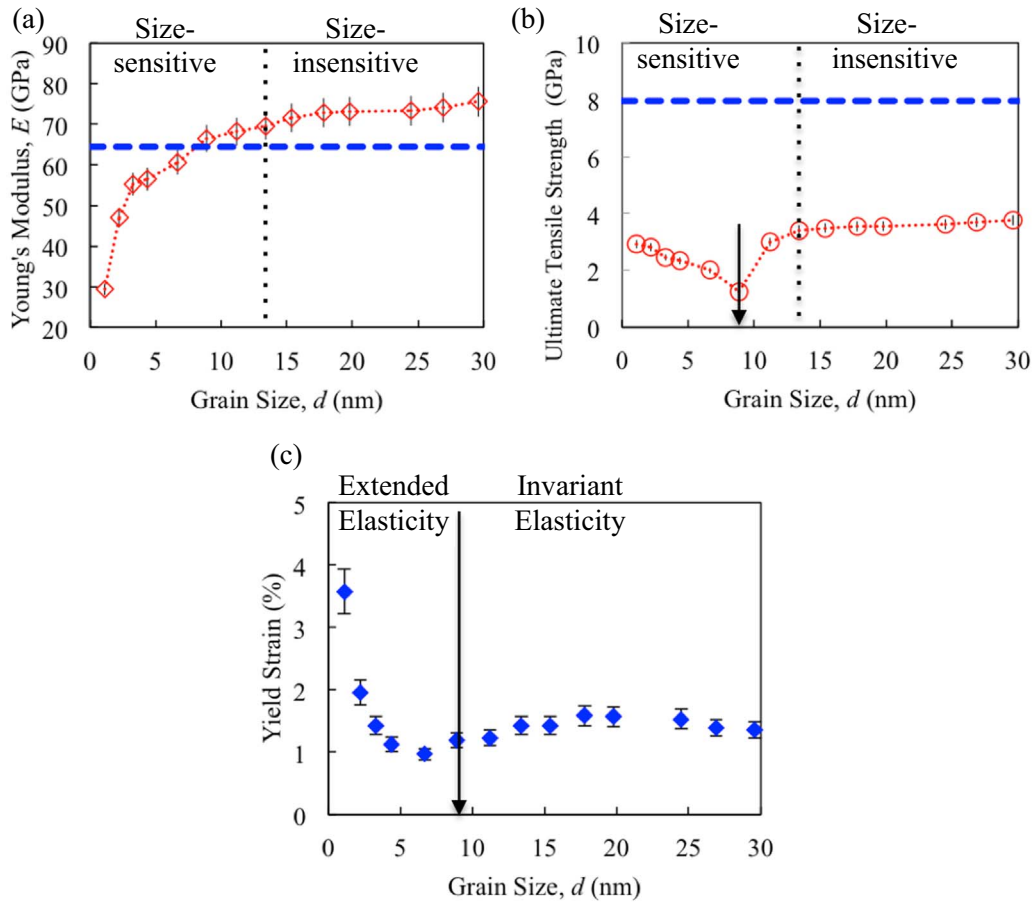 (a)
Size-
sensitive
Size-
insensitive
Young's Modulus, E (GPa)
90
80
70
60
50
40
30
20
0 5 10 15 20 25 30
Grain Size, d (nm)
(b)
Size-
sensitive
Size-
insensitive
Ultimate Tensile Strength (GPa)
10
8
6
4
2
0
0 5 10 15 20 25 30
Grain Size, d (nm)
(c)
Extended
Elasticity
Invariant
Elasticity
Yield Strain (%)
5
4
3
2
1
0
0 5 10 15 20 25 30
Grain Size, d (nm)